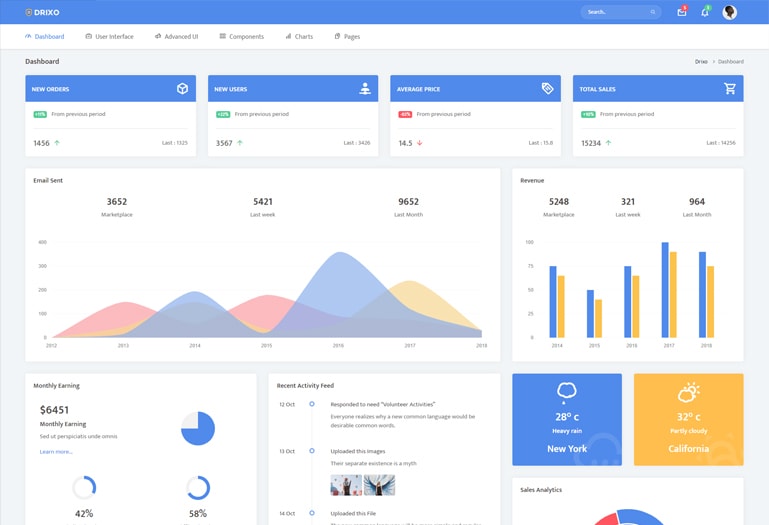 DRIXO
Search..
Dashboard
User Interface
Advanced UI
Components
Charts
Pages
Dashboard
Drixo > Dashboard
NEW ORDERS
+11% From previous period
1456
Last : 1325
NEW USERS
+22% From previous period
3567
Last : 3426
AVERAGE PRICE
-02% From previous period
14.5
Last : 15.8
TOTAL SALES
+10% From previous period
15234
Last : 14256
Email Sent
3652
Marketplace
5421
Last week
9652
Last Month
400
300
200
100
0
2012
2013
2014
2015
2016
2017
2018
Revenue
5248
Marketplace
321
Last week
964
Last Month
100
75
50
25
0
2014
2015
2016
2017
2018
Monthly Earning
$6451
Monthly Earning
Sed ut perspiciatis unde omnis
Learn more..
42%
58%
Recent Activity Feed
12 Oct
Responded to need “Volunteer Activities”
Everyone realizes why a new common language would be
desirable common words.
13 Oct
Uploaded this Images
Their separate existence is a myth
14 Oct
Uploaded this File
28º c
Heavy rain
New York
32º c
Partly cloudy
California
Sales Analytics